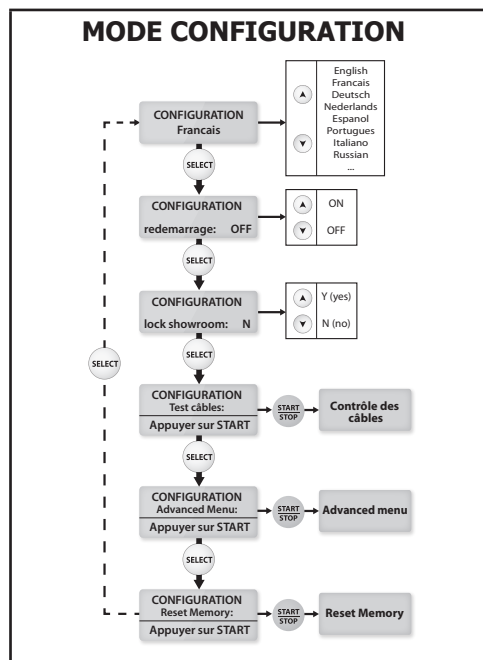 MODE CONFIGURATION
CONFIGURATION
Francais
English
Francais
Deutsch
Nederlands
Espanol
Portugues
Italiano
Russian
...
SELECT
CONFIGURATION
redemarrage: OFF
ON
OFF
SELECT
CONFIGURATION
lock showroom: N
Y (yes)
N (no)
SELECT
SELECT
CONFIGURATION
Test câbles:
Appuyer sur START
START
STOP
Contrôle des
câbles
SELECT
CONFIGURATION
Advanced Menu:
Appuyer sur START
START
STOP
Advanced menu
SELECT
CONFIGURATION
Reset Memory:
Appuyer sur START
START
STOP
Reset Memory